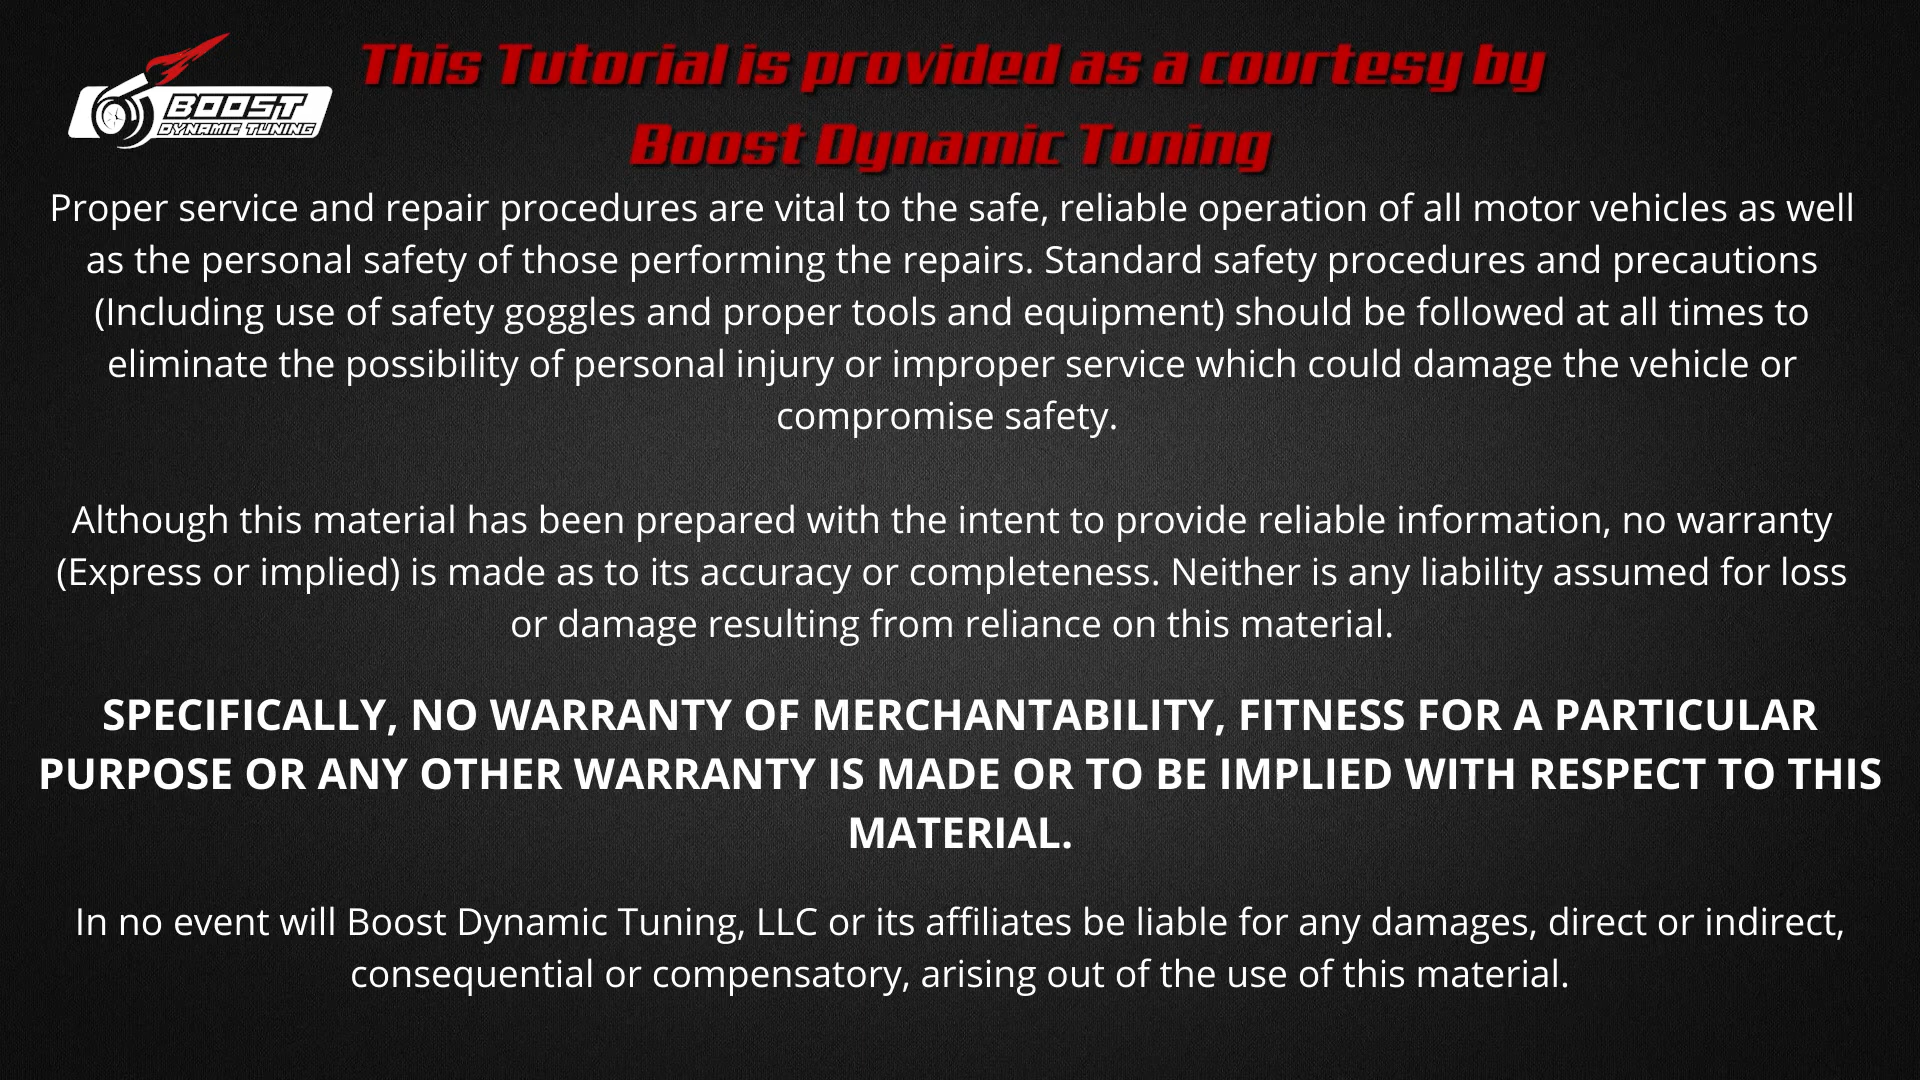 This Tutorial is provided as a courtesy by
Boost Dynamic Tuning
BOOST
DYNAMIC TUNING
Proper service and repair procedures are vital to the safe, reliable operation of all motor vehicles as well
as the personal safety of those performing the repairs. Standard safety procedures and precautions
(Including use of safety goggles and proper tools and equipment) should be followed at all times to
eliminate the possibility of personal injury or improper service which could damage the vehicle or
compromise safety.
Although this material has been prepared with the intent to provide reliable information, no warranty
(Express or implied) is made as to its accuracy or completeness. Neither is any liability assumed for loss
or damage resulting from reliance on this material.
SPECIFICALLY, NO WARRANTY OF MERCHANTABILITY, FITNESS FOR A PARTICULAR
PURPOSE OR ANY OTHER WARRANTY IS MADE OR TO BE IMPLIED WITH RESPECT TO THIS
MATERIAL.
In no event will Boost Dynamic Tuning, LLC or its affiliates be liable for any damages, direct or indirect,
consequential or compensatory, arising out of the use of this material.